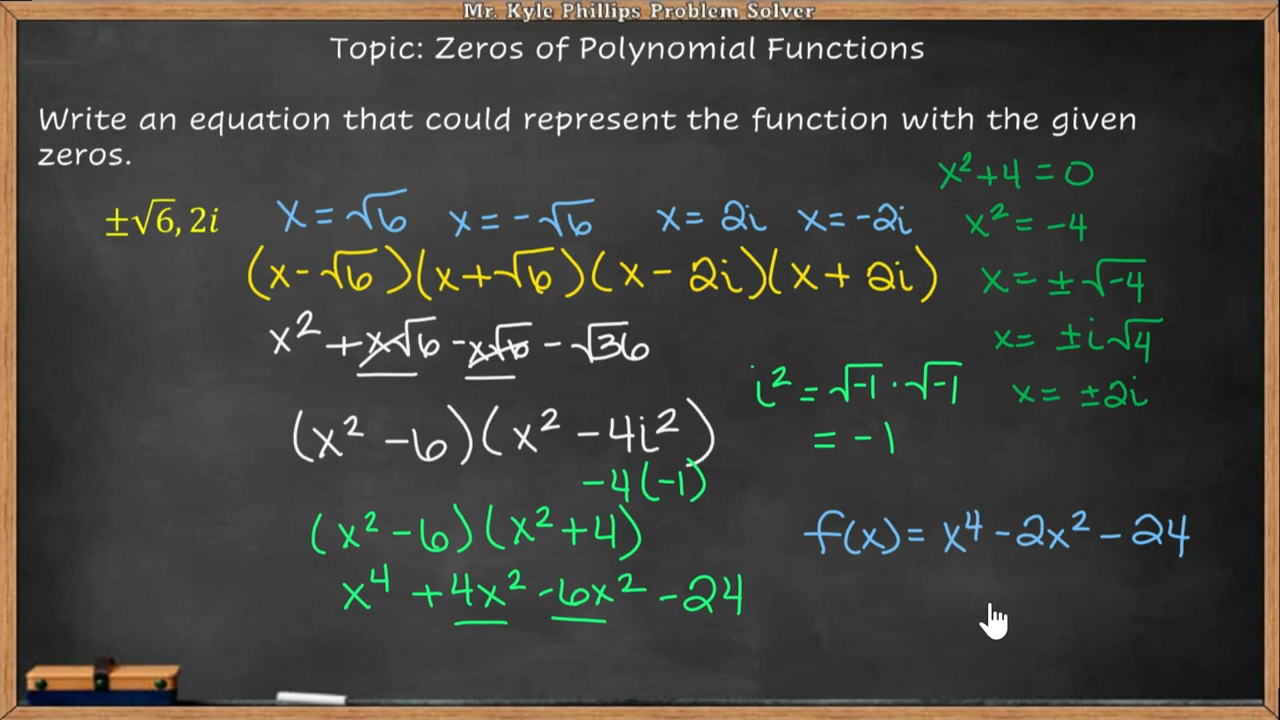 Mr. Kyle Phillips Problem Solver
Topic: Zeros of Polynomial Functions
Write an equation that could represent the function with the given
zeros.
x² + 4 = 0
±√6, 2i x = √6 x = -√6 x = 2i x = -2i x² = -4
(x - √6)(x + √6)(x - 2i)(x + 2i) x = ±√-4
x² + x√6 - x√6 - √36 x = ±i√4
i² = √-1 · √-1 x = ±2i
(x² - 6)(x² - 4i²) = -1
-4(-1)
(x² - 6)(x² + 4) f(x) = x⁴ - 2x² - 24
x⁴ + 4x² - 6x² - 24